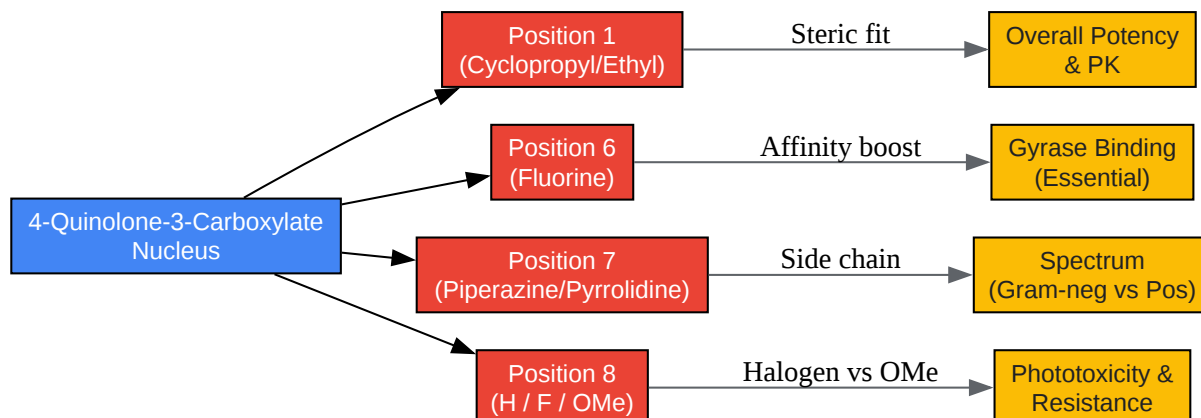 Position 1
(Cyclopropyl/Ethyl)
Steric fit
Overall Potency
& PK
Position 6
(Fluorine)
Affinity boost
Gyrase Binding
(Essential)
4-Quinolone-3-Carboxylate
Nucleus
Position 7
(Piperazine/Pyrrolidine)
Side chain
Spectrum
(Gram-neg vs Pos)
Position 8
(H / F / OMe)
Halogen vs OMe
Phototoxicity &
Resistance